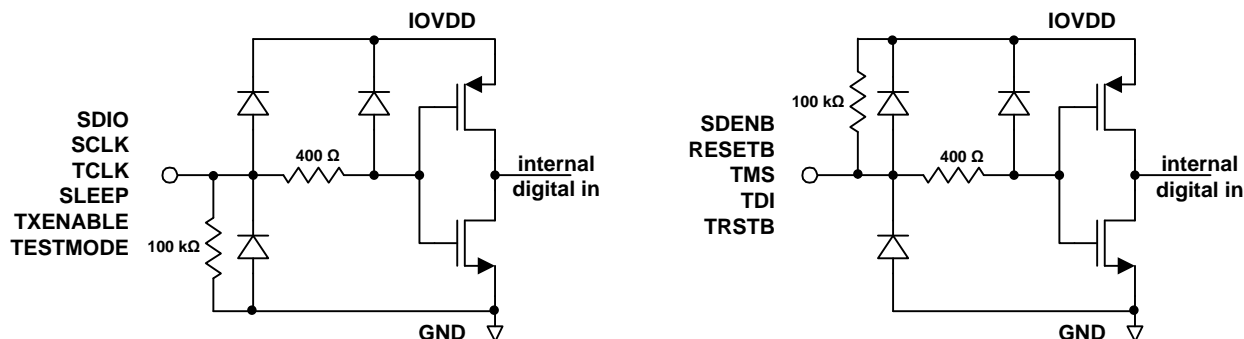 IOVDD
SDIO
SCLK
TCLK
SLEEP
TXENABLE
TESTMODE
100 kΩ
400 Ω
internal
digital in
GND
IOVDD
100 kΩ
SDENB
RESETB
TMS
TDI
TRSTB
400 Ω
internal
digital in
GND